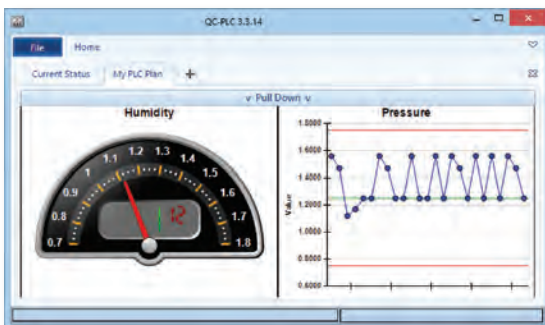 QC-PLC 3.3.14
File Home
Current Status My PLC Plan +
v Pull Down v
Humidity
0.7 0.8 0.9 1 1.1 1.2 1.3 1.4 1.5 1.6 1.7 1.8
12
Pressure
Value
1.8000
1.6000
1.4000
1.2000
1.0000
0.8000
0.6000